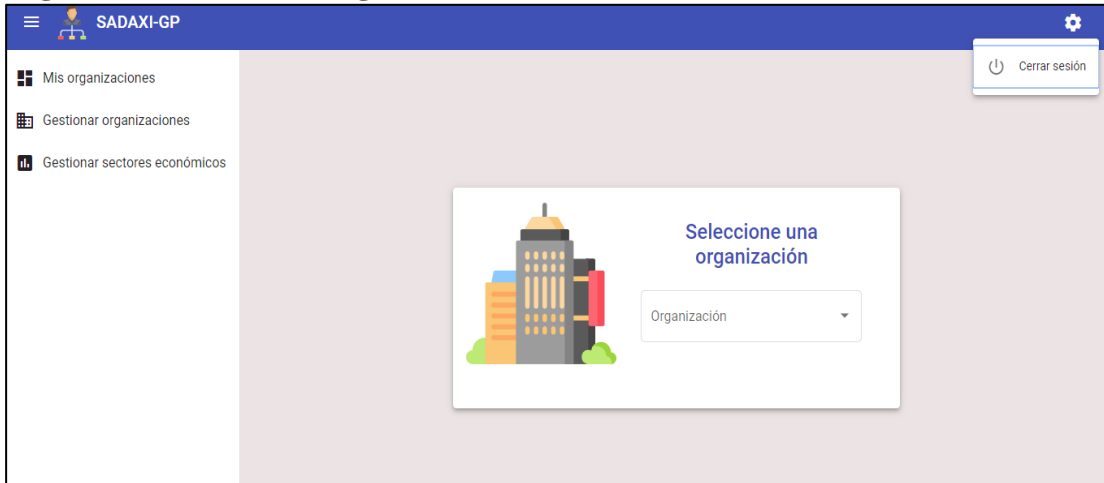 SADAXI-GP
Cerrar sesión
Mis organizaciones
Gestionar organizaciones
Gestionar sectores económicos
Seleccione una
organización
Organización